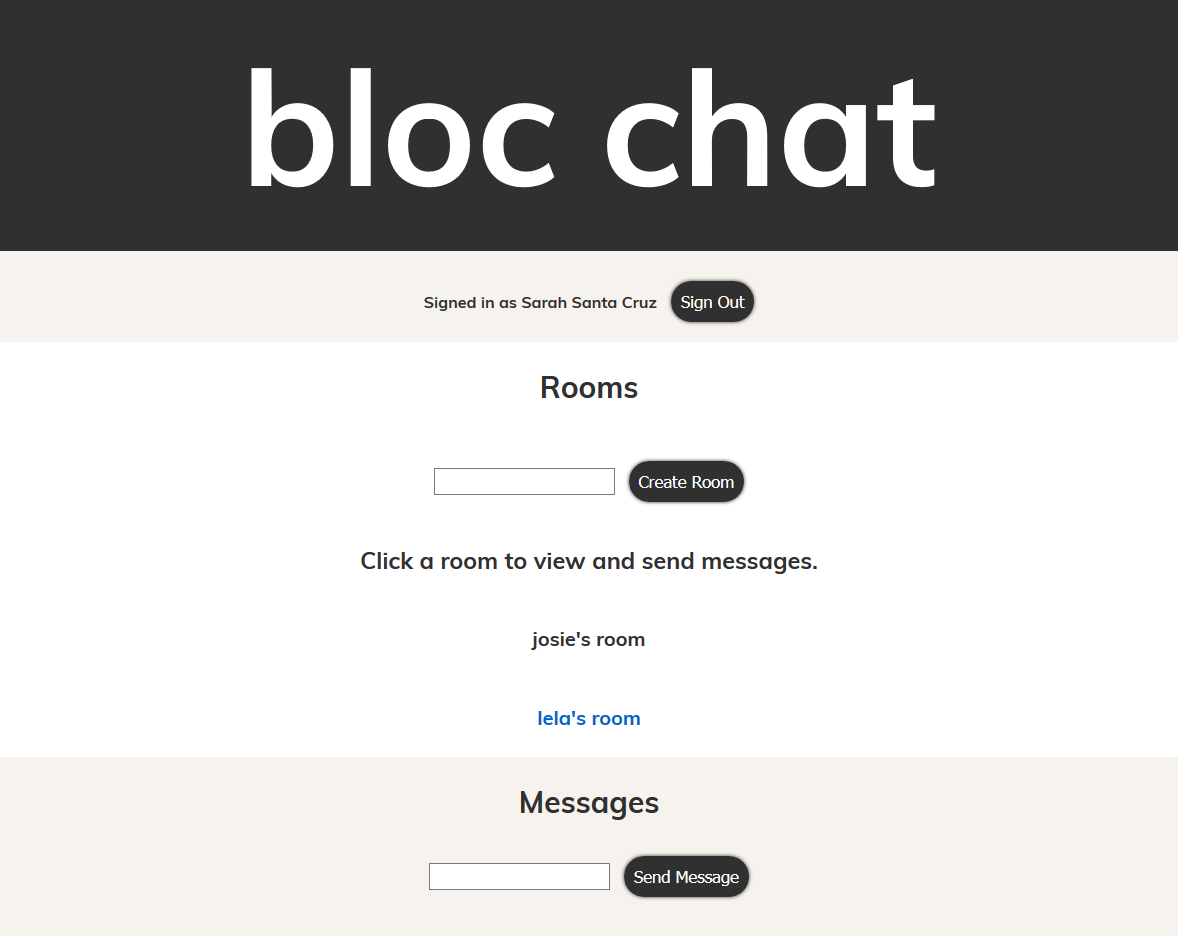 bloc chat
Signed in as Sarah Santa Cruz Sign Out
Rooms
Create Room
Click a room to view and send messages.
josie's room
lela's room
Messages
Send Message